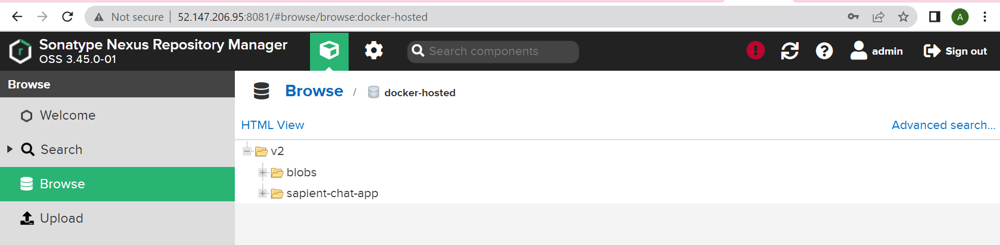 Not secure 52.147.206.95:8081/#browse/browse:docker-hosted A
Sonatype Nexus Repository Manager
OSS 3.45.0-01
r
Search components
! ? admin Sign out
Browse
Browse / docker-hosted
Welcome
HTML View Advanced search...
Search
v2
blobs
Browse
sapient-chat-app
Upload